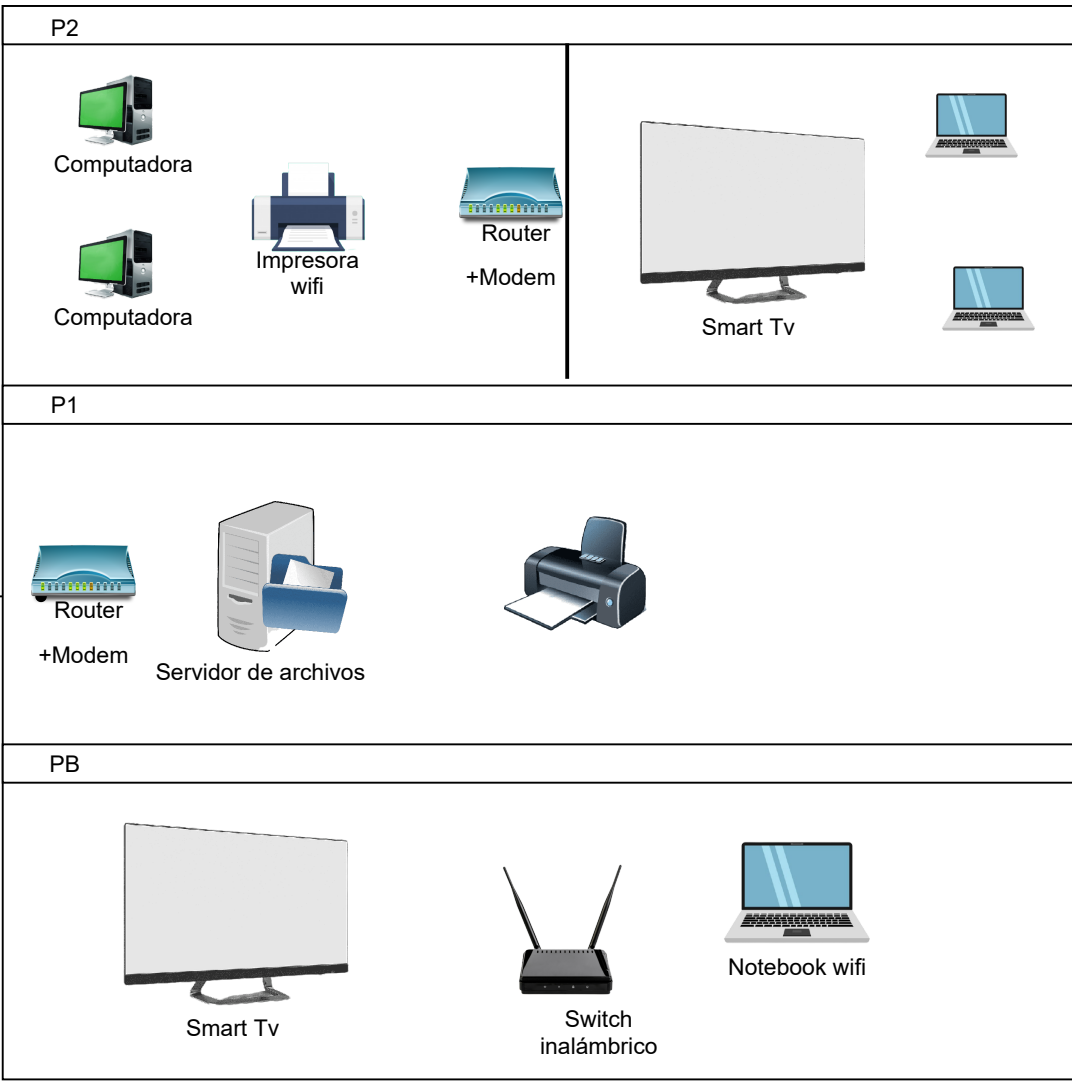 P2
Computadora
Impresora
wifi
Router
+Modem
Computadora
Smart Tv
P1
Router
+Modem
Servidor de archivos
PB
Smart Tv
Switch
inalámbrico
Notebook wifi